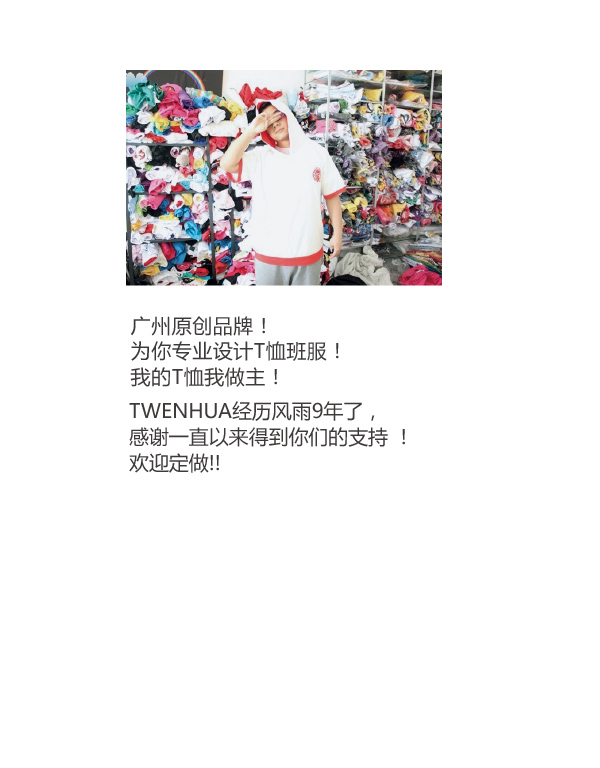 广州原创品牌！
为你专业设计T恤班服！
我的T恤我做主！
TWENHUA经历风雨9年了，
感谢一直以来得到你们的支持 ！
欢迎定做!!